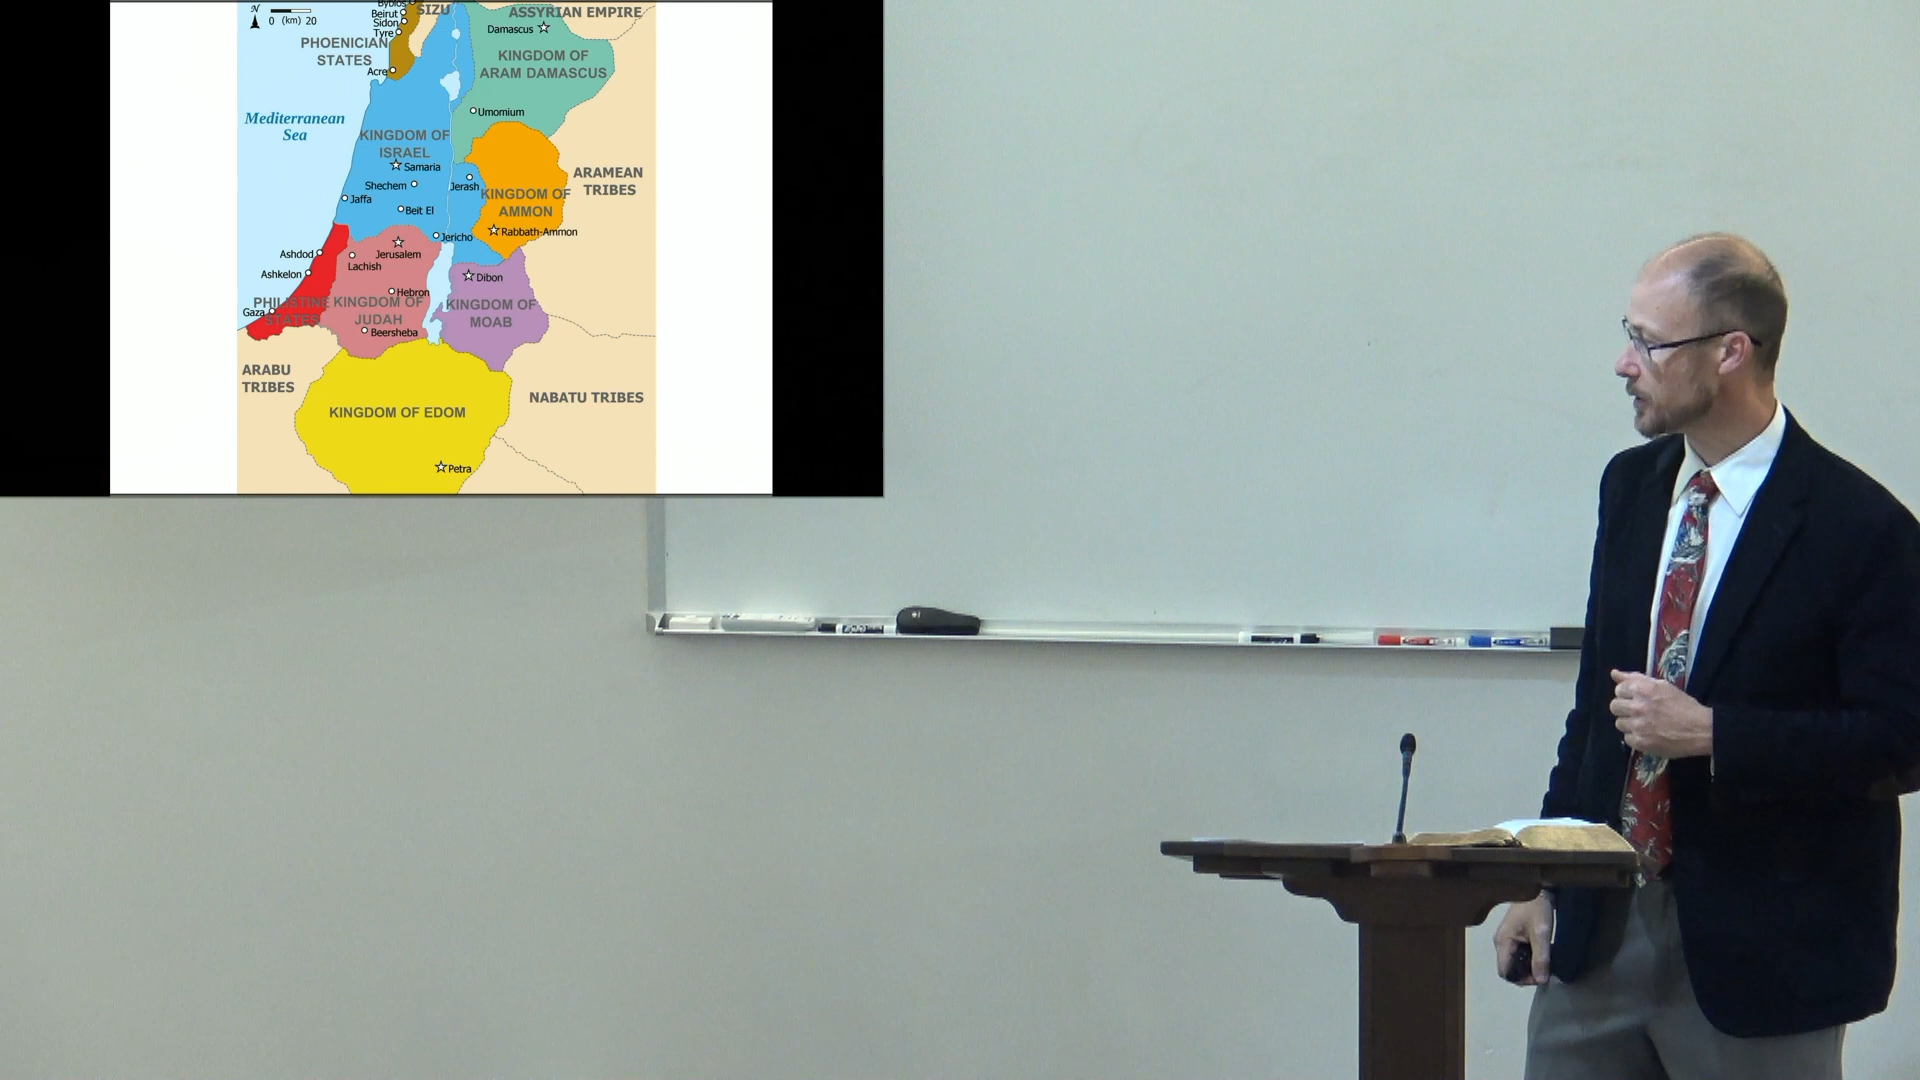 Byblos
Beirut
Sidon
Tyre
SIZU
N
0 (km) 20
ASSYRIAN EMPIRE
Damascus
PHOENICIAN
STATES
KINGDOM OF
ARAM DAMASCUS
Acre
Umomium
Mediterranean
Sea
KINGDOM OF
ISRAEL
Samaria
ARAMEAN
TRIBES
Shechem
Jerash
Jaffa
KINGDOM OF
AMMON
Beit El
Jericho
Rabbath-Ammon
Ashdod
Jerusalem
Lachish
Ashkelon
Dibon
Hebron
PHILISTINE
STATES
KINGDOM OF
JUDAH
KINGDOM OF
MOAB
Gaza
Beersheba
ARABU
TRIBES
NABATU TRIBES
KINGDOM OF EDOM
Petra